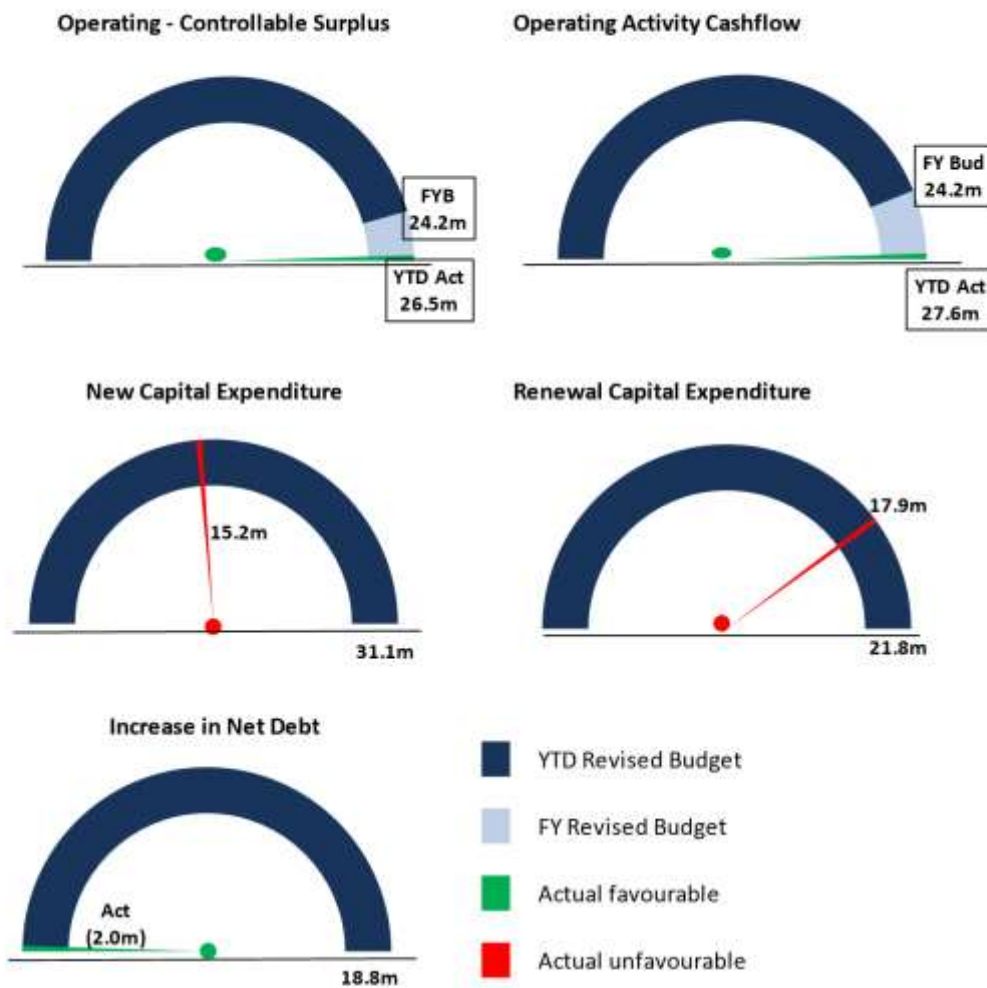 Operating - Controllable Surplus
Operating Activity Cashflow
FYB
24.2m
YTD Act
26.5m
FY Bud
24.2m
YTD Act
27.6m
New Capital Expenditure
Renewal Capital Expenditure
15.2m
31.1m
17.9m
21.8m
Increase in Net Debt
Act
(2.0m)
18.8m
YTD Revised Budget
FY Revised Budget
Actual favourable
Actual unfavourable